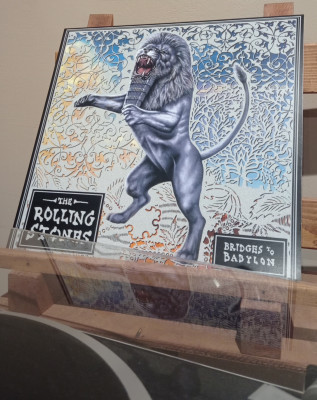 THE
ROLLING
STONES
BRIDGES TO
BABYLON